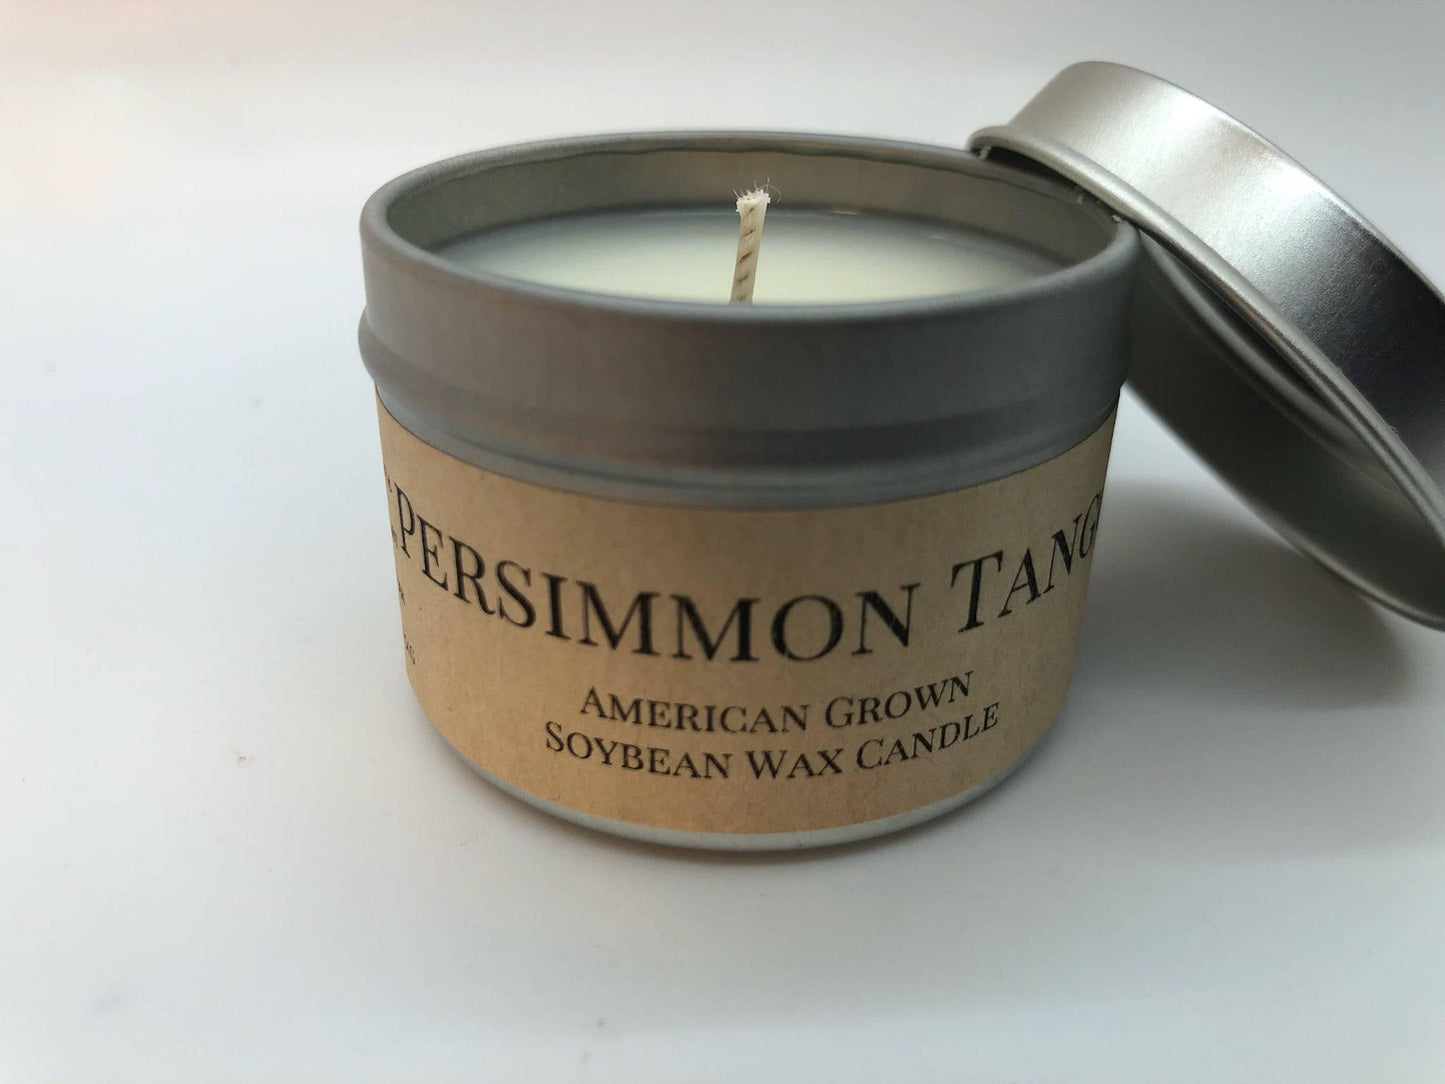 PERSIMMON TANG
AMERICAN GROWN
SOYBEAN WAX CANDLE